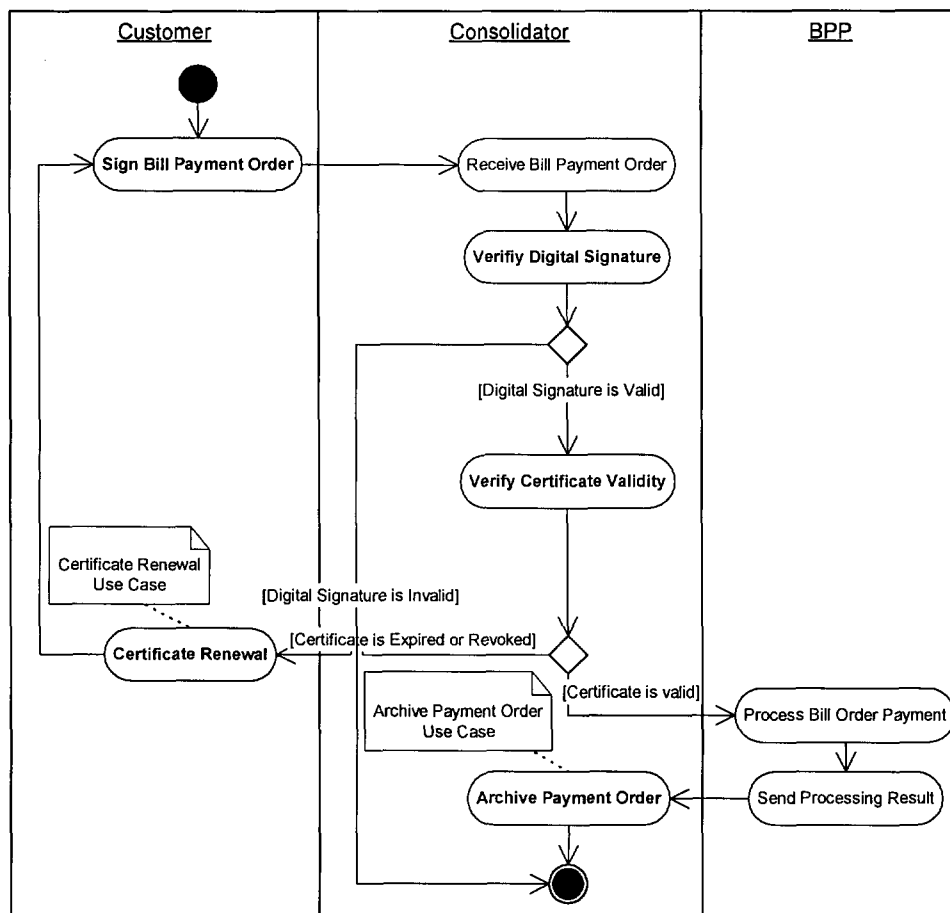 Customer
Consolidator
BPP
Sign Bill Payment Order
Receive Bill Payment Order
Verifiy Digital Signature
[Digital Signature is Valid]
Verify Certificate Validity
Certificate Renewal
Use Case
[Digital Signature is Invalid]
Certificate Renewal
[Certificate is Expired or Revoked]
[Certificate is valid]
Archive Payment Order
Use Case
Process Bill Order Payment
Archive Payment Order
Send Processing Result